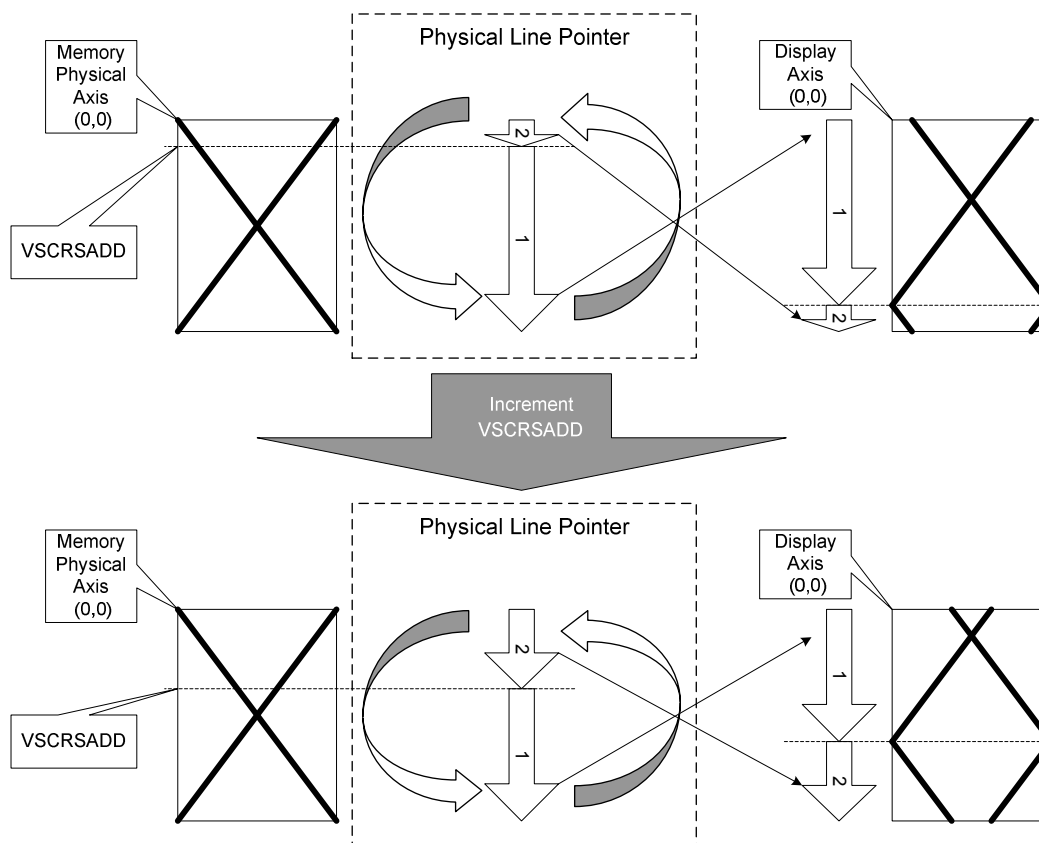 Physical Line Pointer
Memory
Physical
Axis
(0,0)
Display
Axis
(0,0)
2
1
1
2
VSCRSADD
Increment
VSCRSADD
Physical Line Pointer
Memory
Physical
Axis
(0,0)
Display
Axis
(0,0)
2
1
1
2
VSCRSADD